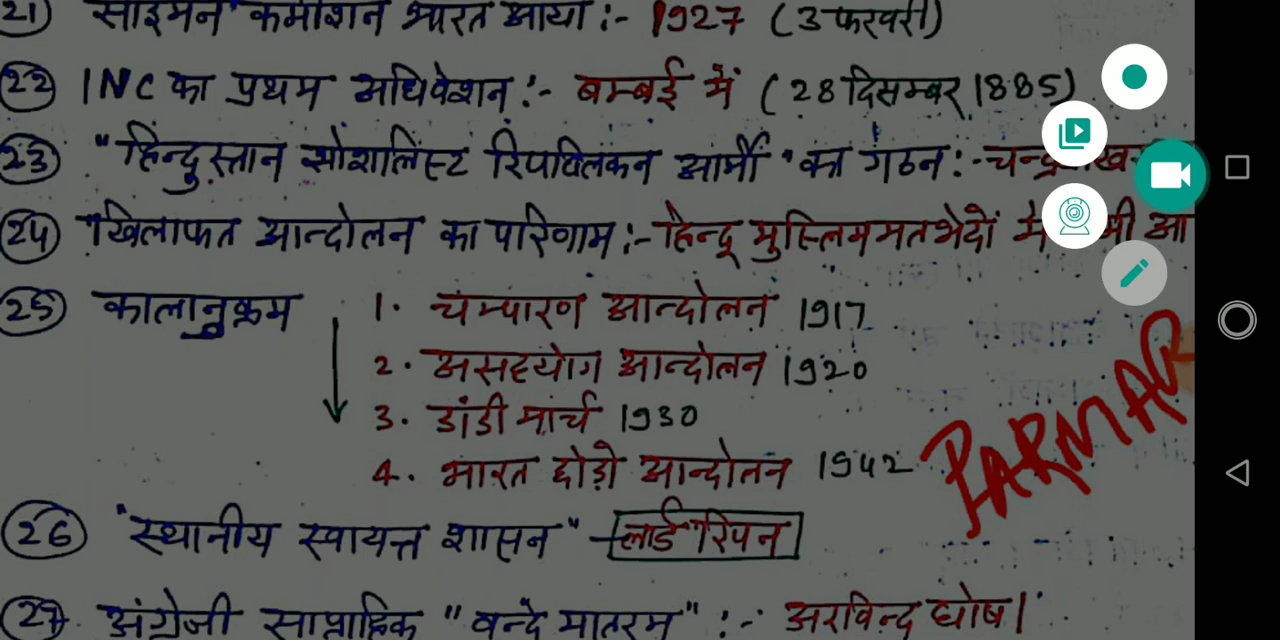 21) साइमन कमीशन भारत आया :- 1927 (3 फरवरी)
22) INC का प्रथम अधिवेशन :- बम्बई में (28 दिसम्बर 1885)
23) "हिन्दुस्तान सोशलिस्ट रिपब्लिकन आर्मी" का गठन :- चन्द्र
24) "खिलाफत आन्दोलन का परिणाम :- हिन्दू मुस्लिम मतभेदों में आ
25) कालानुक्रम
1. चम्पारण आन्दोलन 1917
2. असहयोग आन्दोलन 1920
3. डांडी मार्च 1930
4. भारत छोड़ो आन्दोलन 1942
PARMAR
26) "स्थानीय स्वायत्त शासन" - लार्ड रिपन
27) अंग्रेजी साप्ताहिक "वन्दे मातरम" :- अरविन्द घोष।